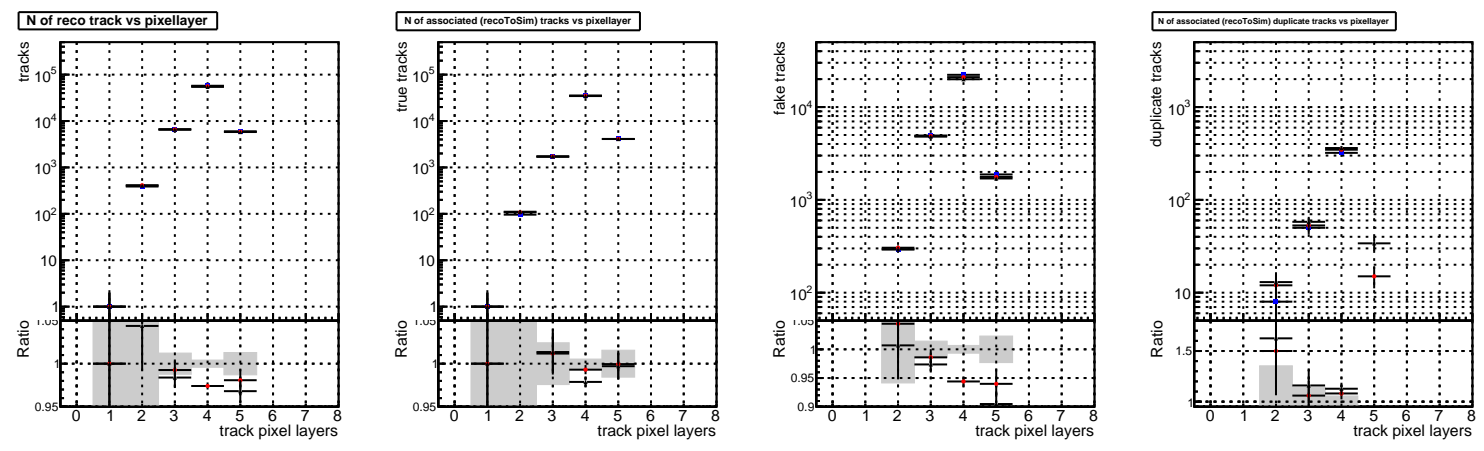 N of reco track vs pixellayer
tracks
10^5
10^4
10^3
10^2
10
1
1.05
Ratio
1
0.95
0 1 2 3 4 5 6 7 8
track pixel layers
N of associated (recoToSim) tracks vs pixellayer
true tracks
10^5
10^4
10^3
10^2
10
1
1.05
Ratio
1
0.95
0 1 2 3 4 5 6 7 8
track pixel layers
fake tracks
10^4
10^3
10^2
1.05
Ratio
1
0.95
0.9
0 1 2 3 4 5 6 7 8
track pixel layers
N of associated (recoToSim) duplicate tracks vs pixellayer
duplicate tracks
10^3
10^2
10
Ratio
1.5
1
0 1 2 3 4 5 6 7 8
track pixel layers